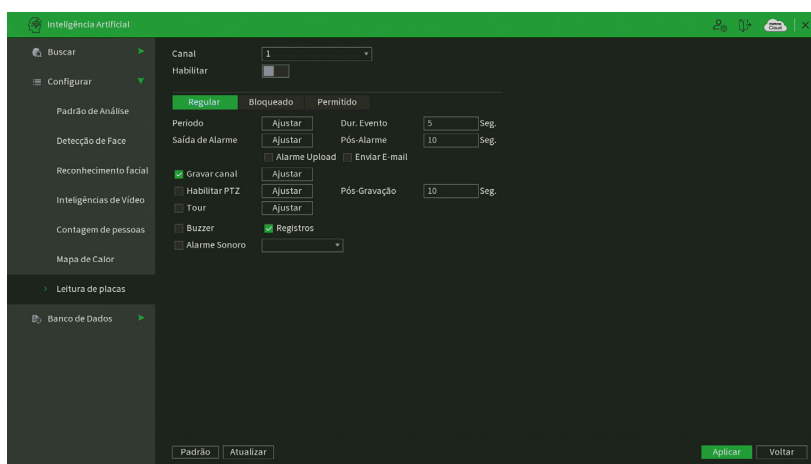 Inteligência Artificial
Buscar
Configurar
Padrão de Análise
Detecção de Face
Reconhecimento facial
Inteligências de Vídeo
Contagem de pessoas
Mapa de Calor
Leitura de placas
Banco de Dados
Canal 1
Habilitar
Regular Bloqueado Permitido
Periodo Ajustar Dur. Evento 5 Seg.
Saída de Alarme Ajustar Pós-Alarme 10 Seg.
Alarme Upload Enviar E-mail
Gravar canal Ajustar
Habilitar PTZ Ajustar Pós-Gravação 10 Seg.
Tour Ajustar
Buzzer Registros
Alarme Sonoro
Padrão Atualizar Aplicar Voltar